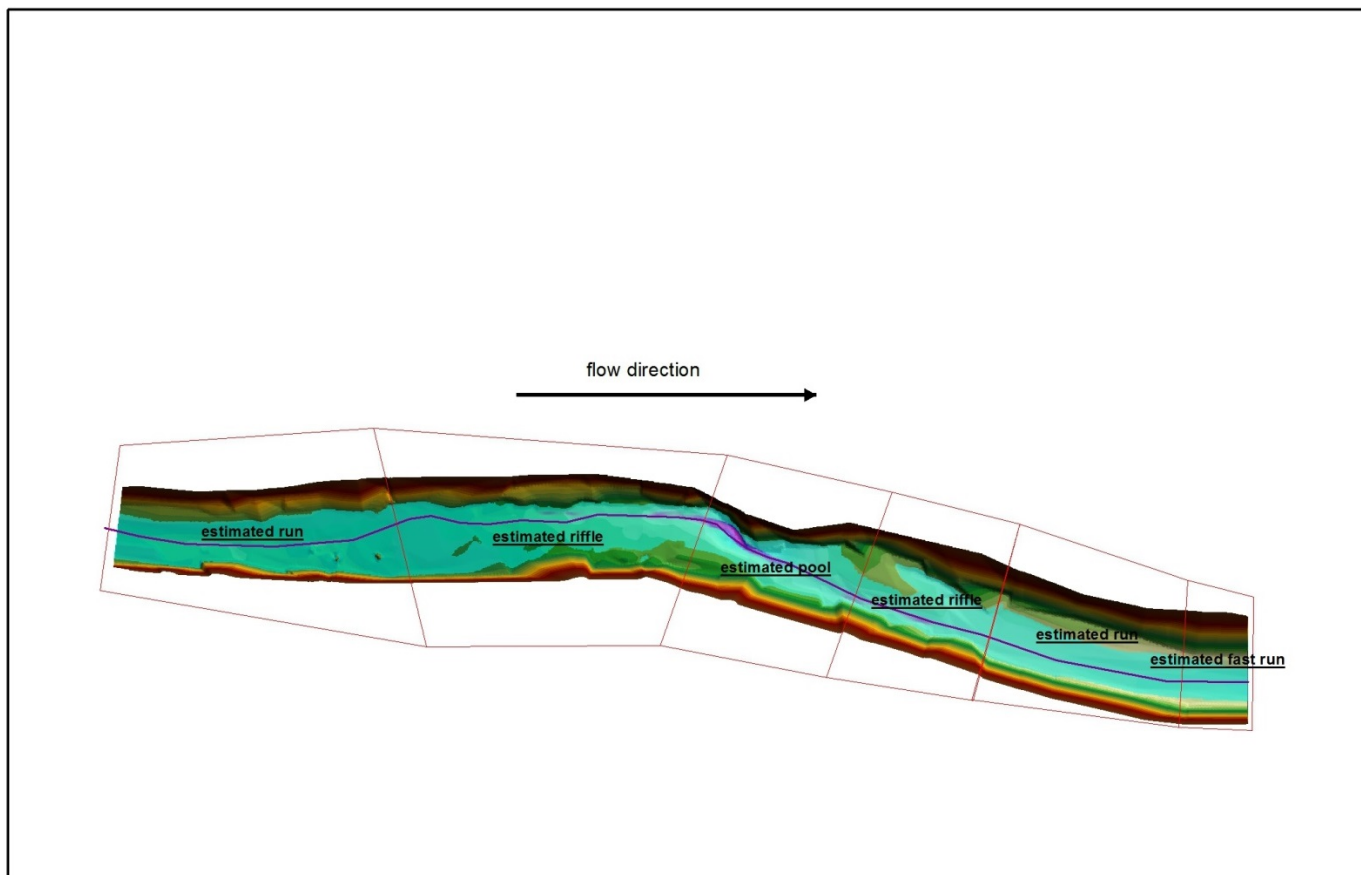 flow direction
estimated run
estimated riffle
estimated pool
estimated riffle
estimated run
estimated fast run